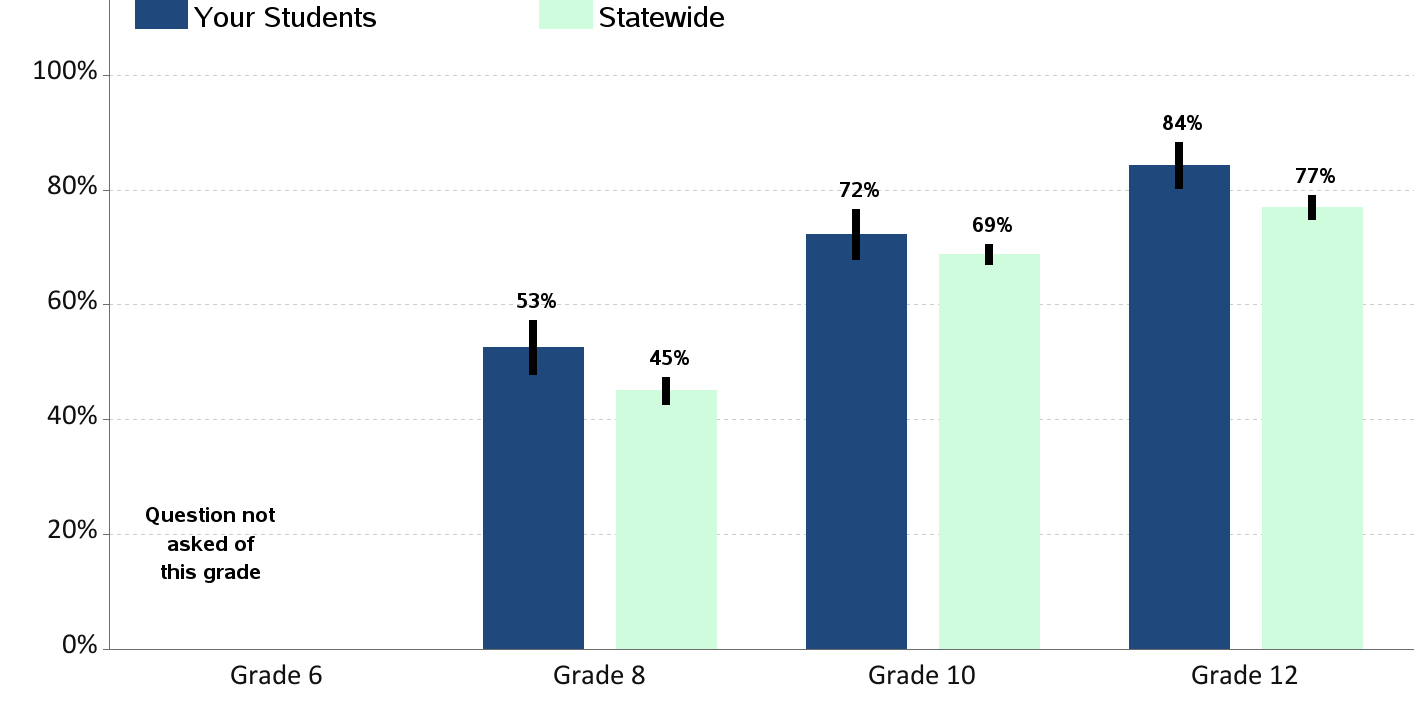 Your Students
Statewide
100%
80%
60%
40%
20%
0%
84%
77%
72%
69%
53%
45%
Question not
asked of
this grade
Grade 6
Grade 8
Grade 10
Grade 12